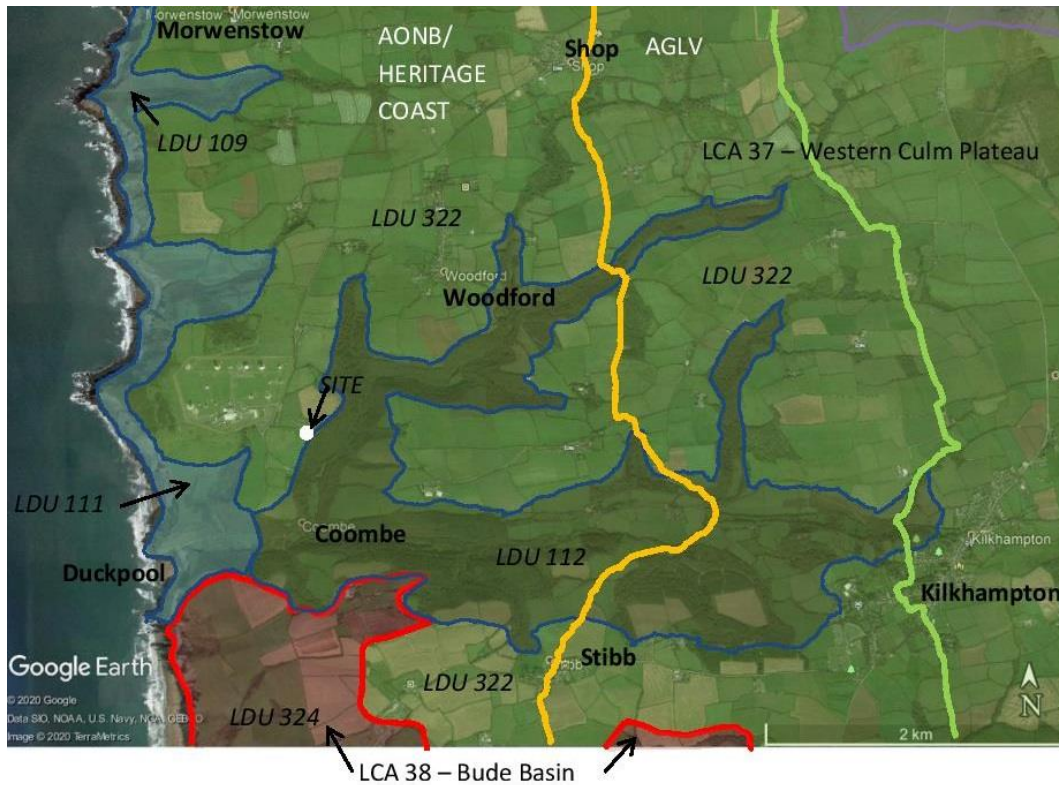 Morwenstow Morwenstow
Morwenstow
AONB/
HERITAGE
COAST
Shop
Shop
AGLV
LDU 109
LCA 37 – Western Culm Plateau
LDU 322
Woodford
Woodford
LDU 322
SITE
LDU 111
Coombe
Coombe
LDU 112
Duckpool
Kilkhampton
Kilkhampton
Stibb
LDU 322
LDU 324
Google Earth
© 2020 Google
Data SIO, NOAA, U.S. Navy, NGA, GEBCO
Image © 2020 TerraMetrics
N
2 km
LCA 38 – Bude Basin